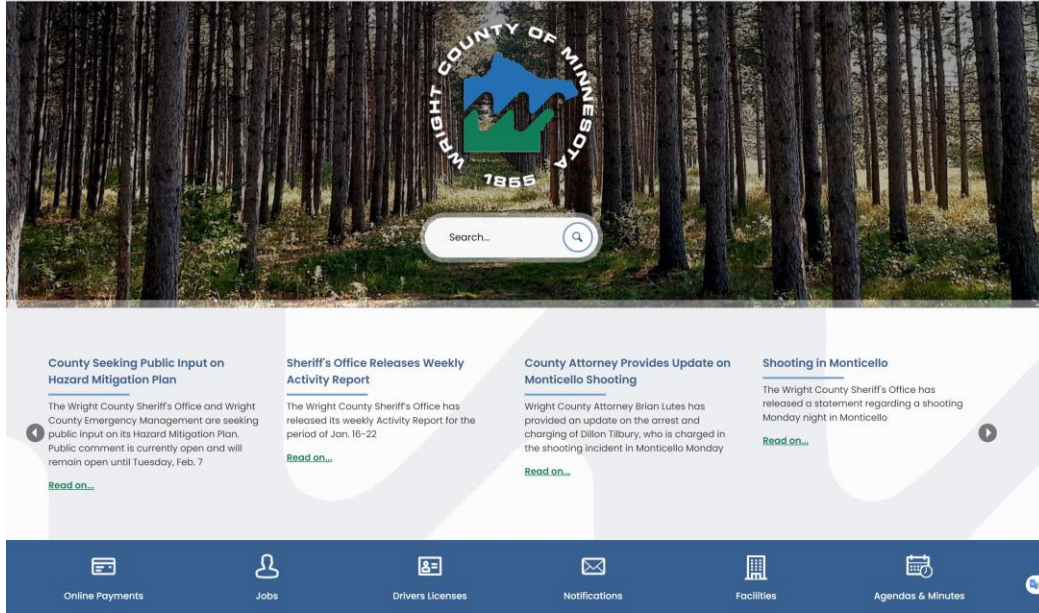 WRIGHT COUNTY OF MINNESOTA
1855
Search...
County Seeking Public Input on
Hazard Mitigation Plan
The Wright County Sheriff's Office and Wright
County Emergency Management are seeking
public input on its Hazard Mitigation Plan.
Public comment is currently open and will
remain open until Tuesday, Feb. 7
Read on...
Sheriff's Office Releases Weekly
Activity Report
The Wright County Sheriff's Office has
released its weekly Activity Report for the
period of Jan. 16-22
Read on...
County Attorney Provides Update on
Monticello Shooting
Wright County Attorney Brian Lutes has
provided an update on the arrest and
charging of Dillon Tilbury, who is charged in
the shooting incident in Monticello Monday
Read on...
Shooting in Monticello
The Wright County Sheriff's Office has
released a statement regarding a shooting
Monday night in Monticello
Read on...
Online Payments
Jobs
Drivers Licenses
Notifications
Facilities
Agendas & Minutes